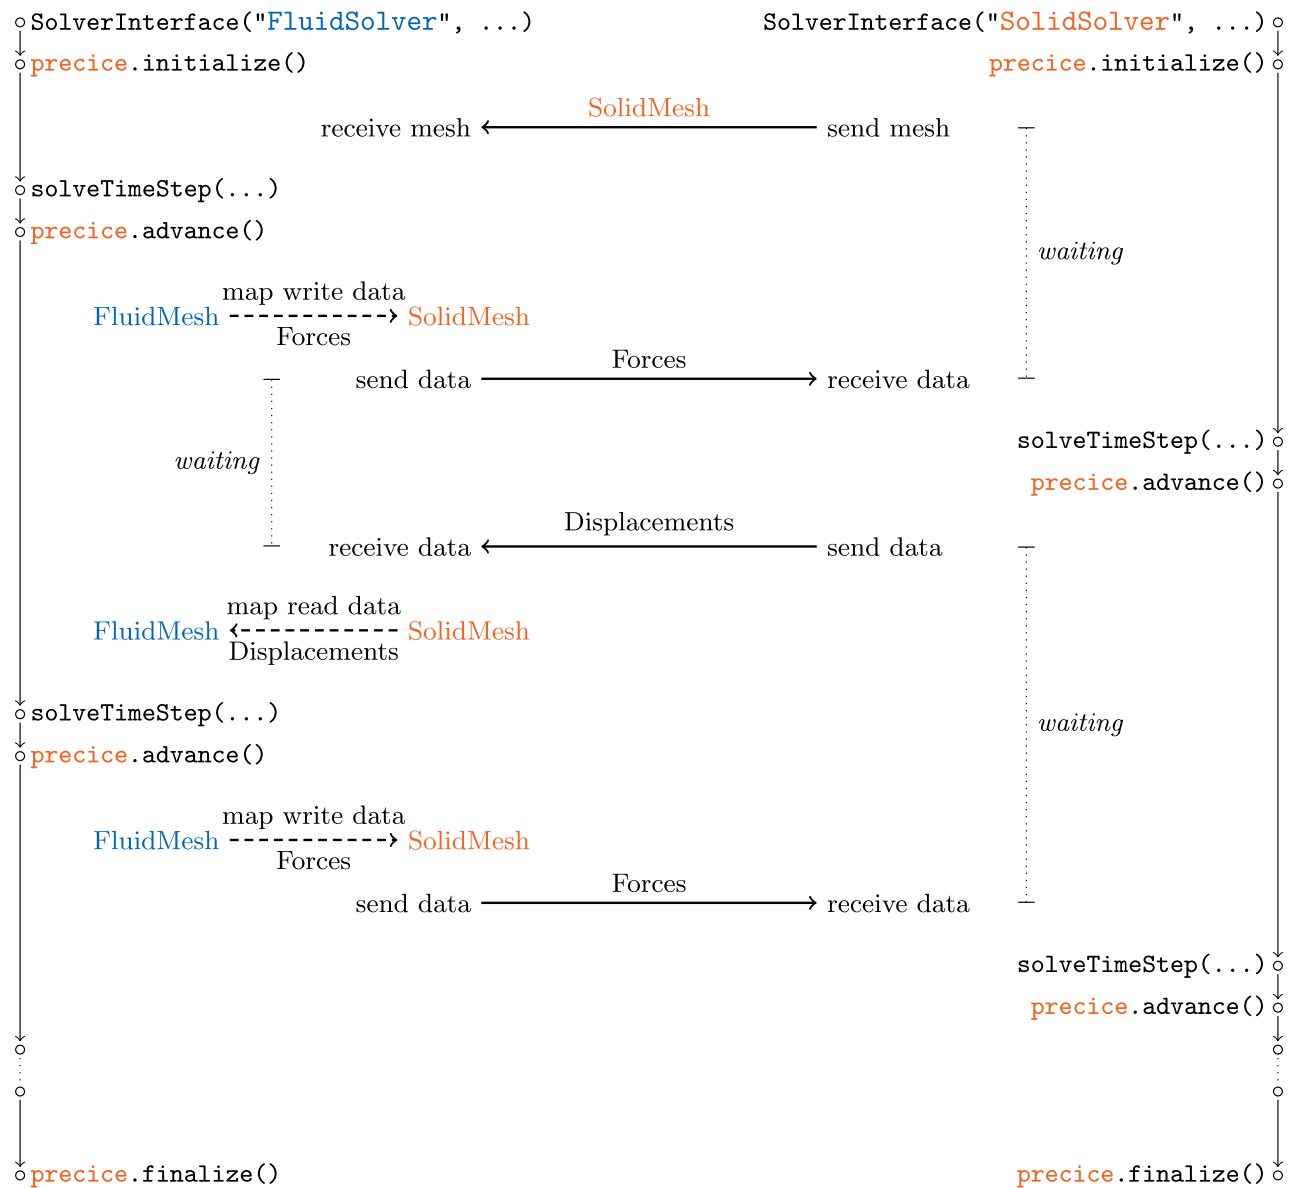 SolverInterface("FluidSolver", ...) SolverInterface("SolidSolver", ...)
precice.initialize() precice.initialize()
SolidMesh
receive mesh send mesh
solveTimeStep(...)
precice.advance()
waiting
map write data
FluidMesh SolidMesh
Forces
Forces
send data receive data
solveTimeStep(...)
waiting
precice.advance()
Displacements
receive data send data
map read data
FluidMesh SolidMesh
Displacements
solveTimeStep(...)
waiting
precice.advance()
map write data
FluidMesh SolidMesh
Forces
Forces
send data receive data
solveTimeStep(...)
precice.advance()
precice.finalize() precice.finalize()